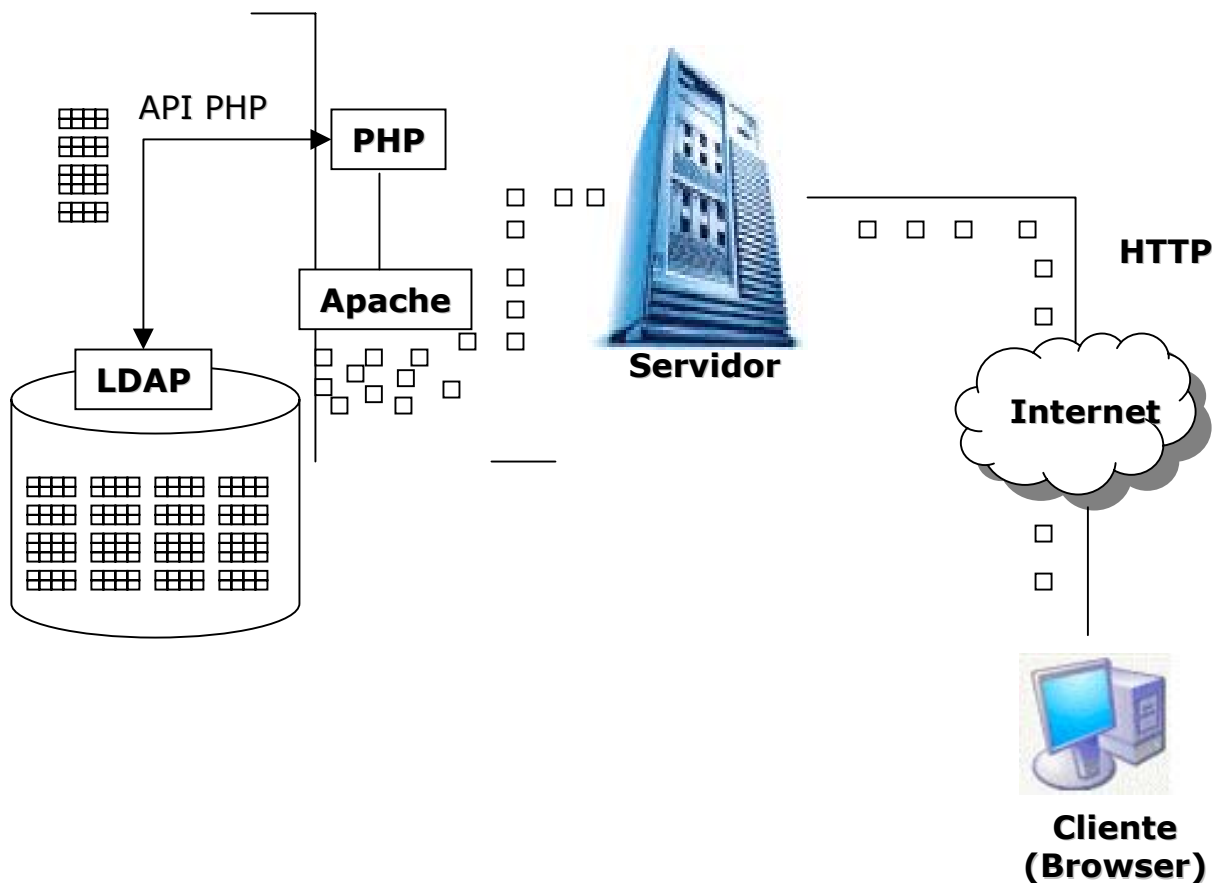 API PHP
PHP
Apache
LDAP
Servidor
HTTP
Internet
Cliente
(Browser)